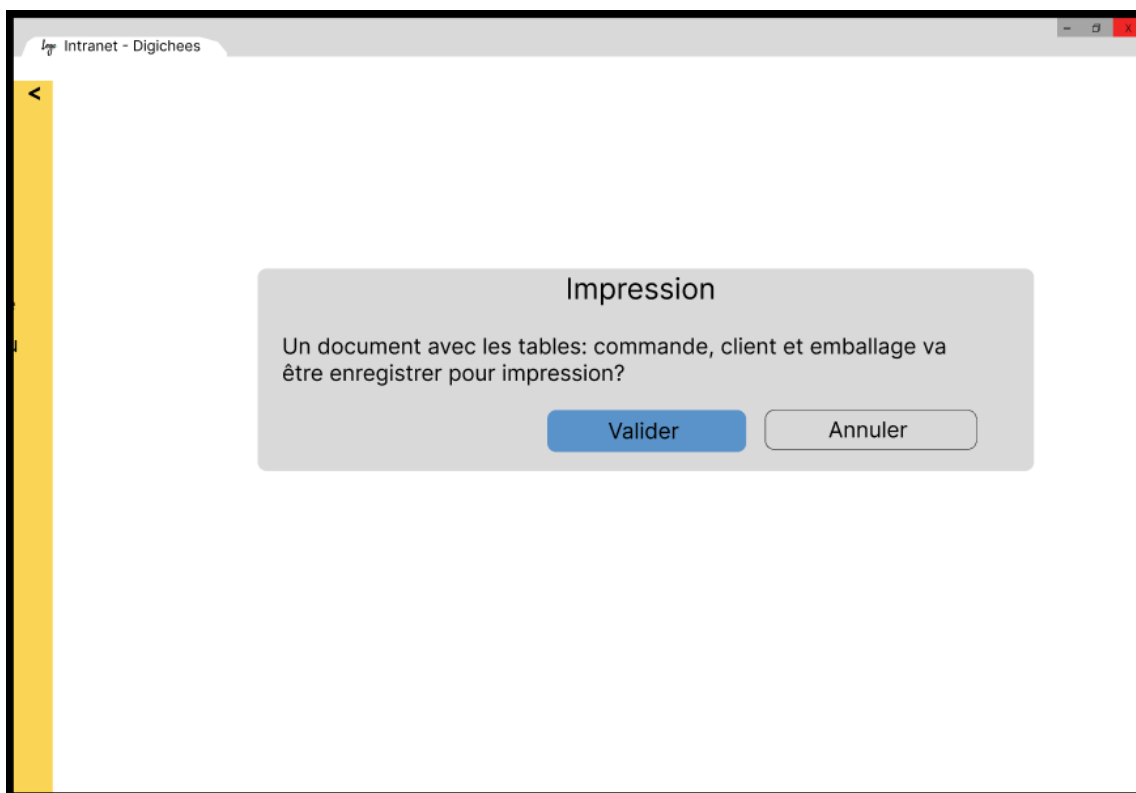 logo Intranet - Digichees
- X
<
Impression
Un document avec les tables: commande, client et emballage va
être enregistrer pour impression?
Valider
Annuler